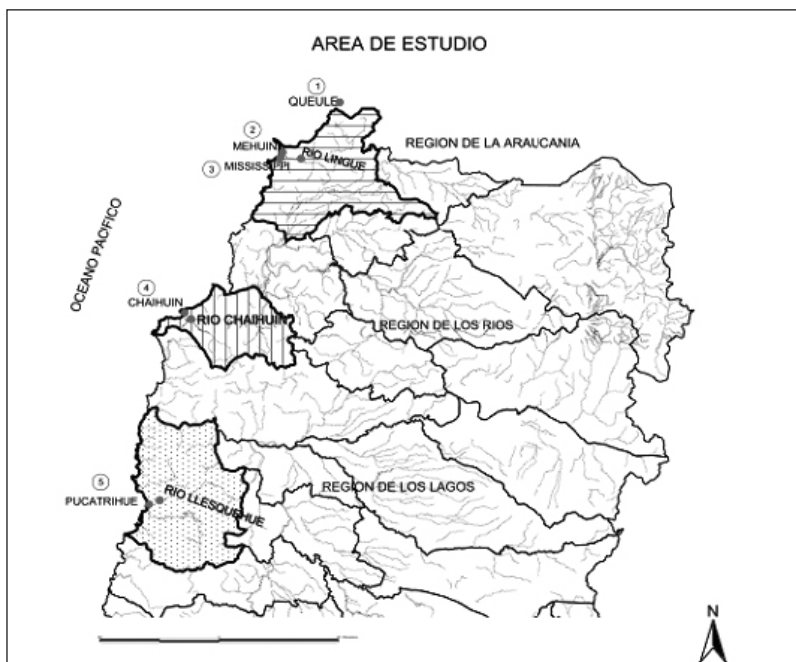 AREA DE ESTUDIO
1
QUEULE
2
MEHUIN
RIO LINGUE
REGION DE LA ARAUCANIA
3
MISSISSIPI
OCEANO PACIFICO
4
CHAIHUIN
RIO CHAIHUIN
REGION DE LOS RIOS
5
PUCATRIHUE
RIO LLESQUEHUE
REGION DE LOS LAGOS
N